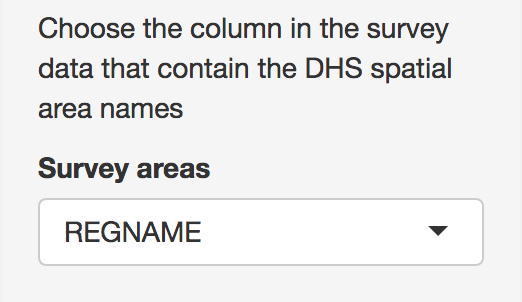 Choose the column in the survey
data that contain the DHS spatial
area names
Survey areas
REGNAME